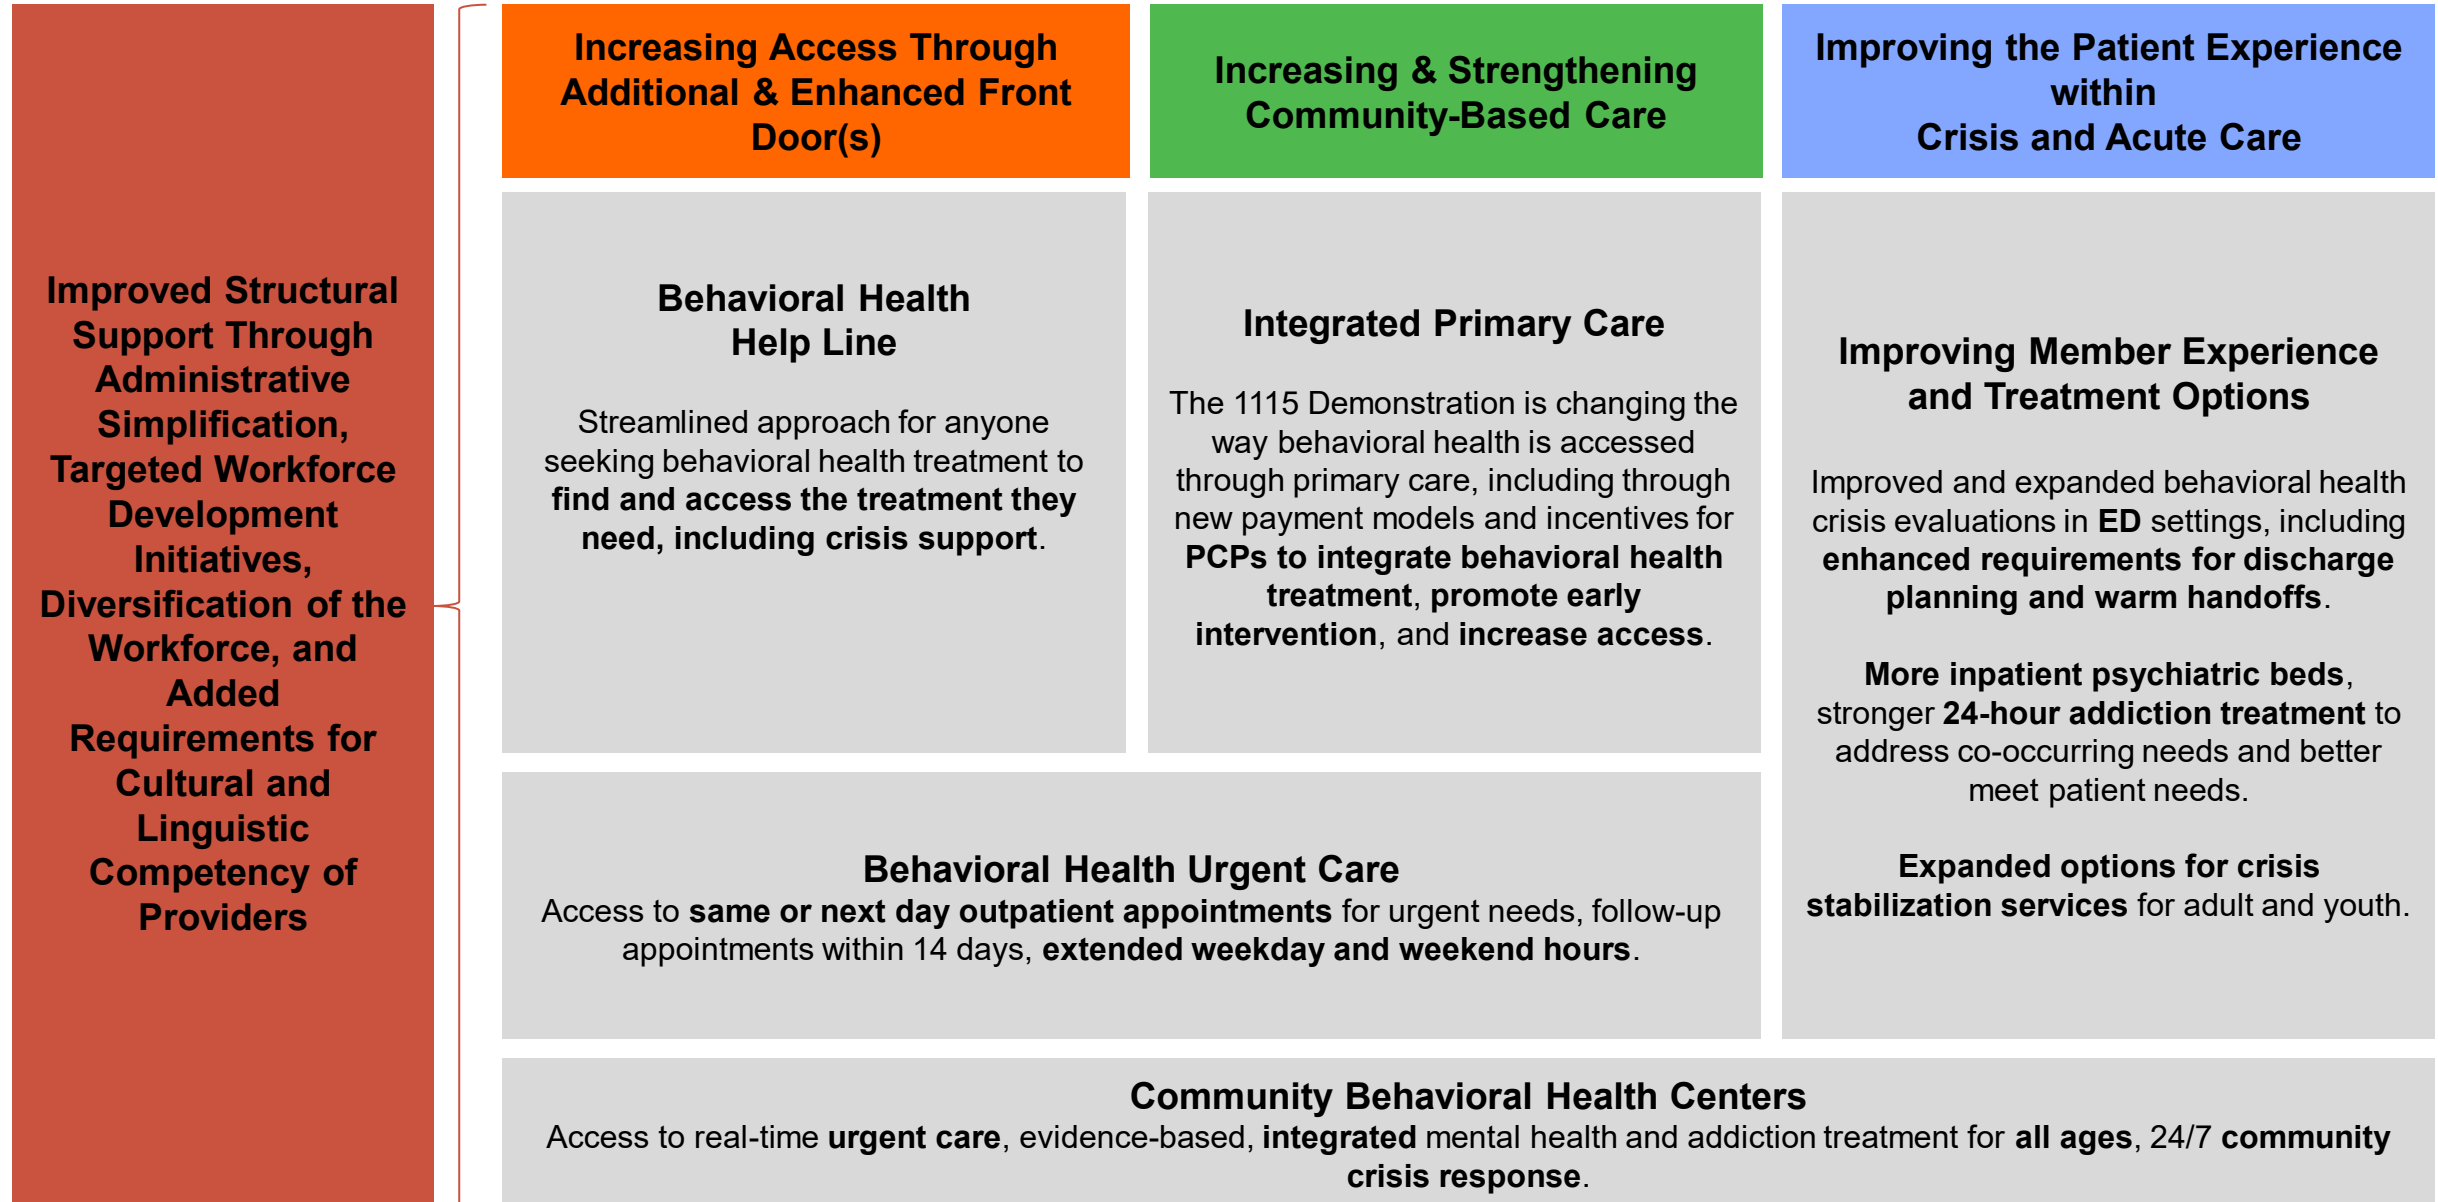 Improved Structural
Support Through
Administrative
Simplification,
Targeted Workforce
Development
Initiatives,
Diversification of the
Workforce, and
Added
Requirements for
Cultural and
Linguistic
Competency of
Providers
Increasing Access Through
Additional & Enhanced Front
Door(s)
Increasing & Strengthening
Community-Based Care
Improving the Patient Experience
within
Crisis and Acute Care
Behavioral Health
Help Line
Streamlined approach for anyone
seeking behavioral health treatment to
find and access the treatment they
need, including crisis support.
Integrated Primary Care
The 1115 Demonstration is changing the
way behavioral health is accessed
through primary care, including through
new payment models and incentives for
PCPs to integrate behavioral health
treatment, promote early
intervention, and increase access.
Improving Member Experience
and Treatment Options
Improved and expanded behavioral health
crisis evaluations in ED settings, including
enhanced requirements for discharge
planning and warm handoffs.
More inpatient psychiatric beds,
stronger 24-hour addiction treatment to
address co-occurring needs and better
meet patient needs.
Expanded options for crisis
stabilization services for adult and youth.
Behavioral Health Urgent Care
Access to same or next day outpatient appointments for urgent needs, follow-up
appointments within 14 days, extended weekday and weekend hours.
Community Behavioral Health Centers
Access to real-time urgent care, evidence-based, integrated mental health and addiction treatment for all ages, 24/7 community
crisis response.